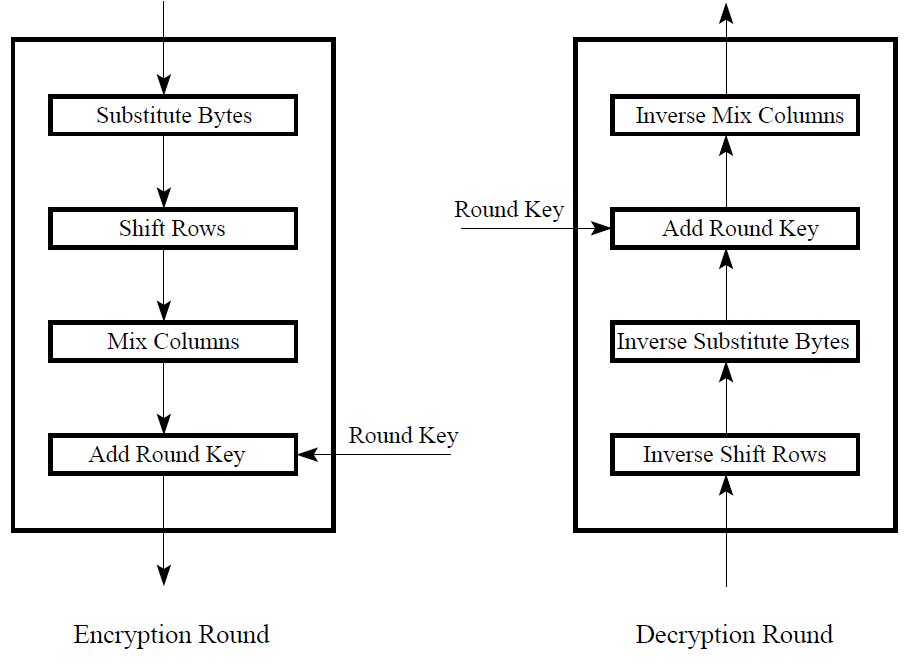 Substitute Bytes
Shift Rows
Mix Columns
Add Round Key
Round Key
Encryption Round
Inverse Mix Columns
Round Key
Add Round Key
Inverse Substitute Bytes
Inverse Shift Rows
Decryption Round